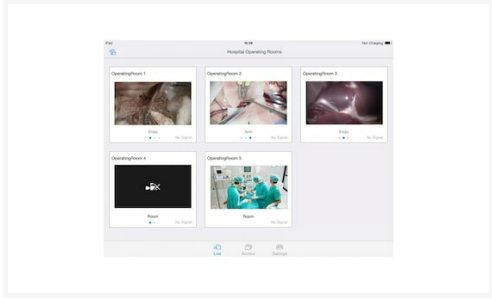 iPad
Not Charging
Hospital Operating Rooms
OperatingRoom 1
OperatingRoom 2
OperatingRoom 3
Endo
Arm
Endo
No Signal
No Signal
No Signal
OperatingRoom 4
OperatingRoom 5
Room
Room
No Signal
No Signal
Live
Archive
Settings